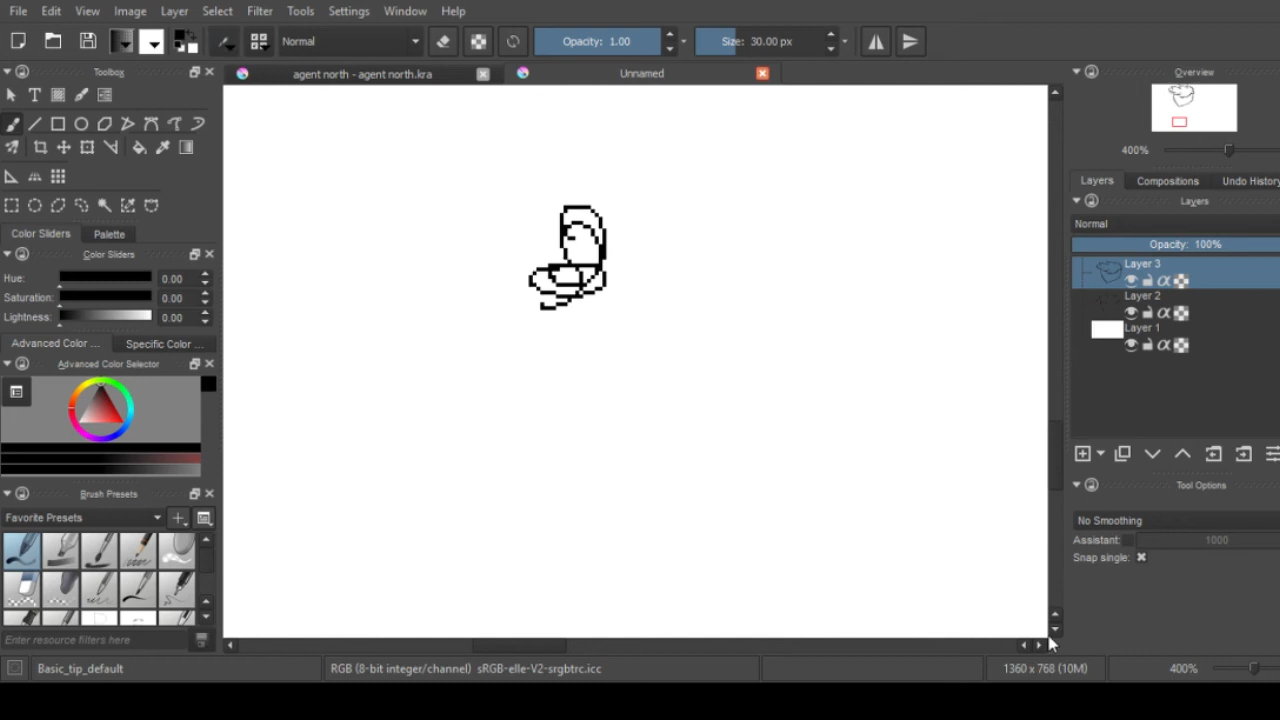 File Edit View Image Layer Select Filter Tools Settings Window Help
Normal Opacity: 1.00 Size: 30.00 px
Toolbox
agent north - agent north.kra Unnamed
Overview
400%
Layers Compositions Undo History
Layers
Normal
Opacity: 100%
Layer 3
Layer 2
Layer 1
Color Sliders Palette
Color Sliders
Hue: 0.00
Saturation: 0.00
Lightness: 0.00
Advanced Color ... Specific Color ...
Advanced Color Selector
Brush Presets
Favorite Presets
Enter resource filters here
Tool Options
No Smoothing
Assistant: 1000
Snap single:
Basic_tip_default RGB (8-bit integer/channel) sRGB-elle-V2-srgbtrc.icc 1360 x 768 (10M) 400%